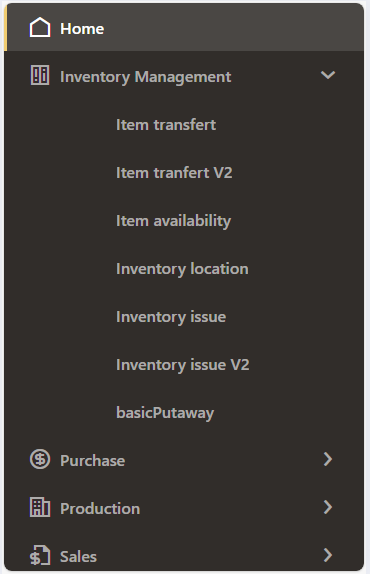 Home
Inventory Management
Item transfert
Item tranfert V2
Item availability
Inventory location
Inventory issue
Inventory issue V2
basicPutaway
Purchase
Production
Sales